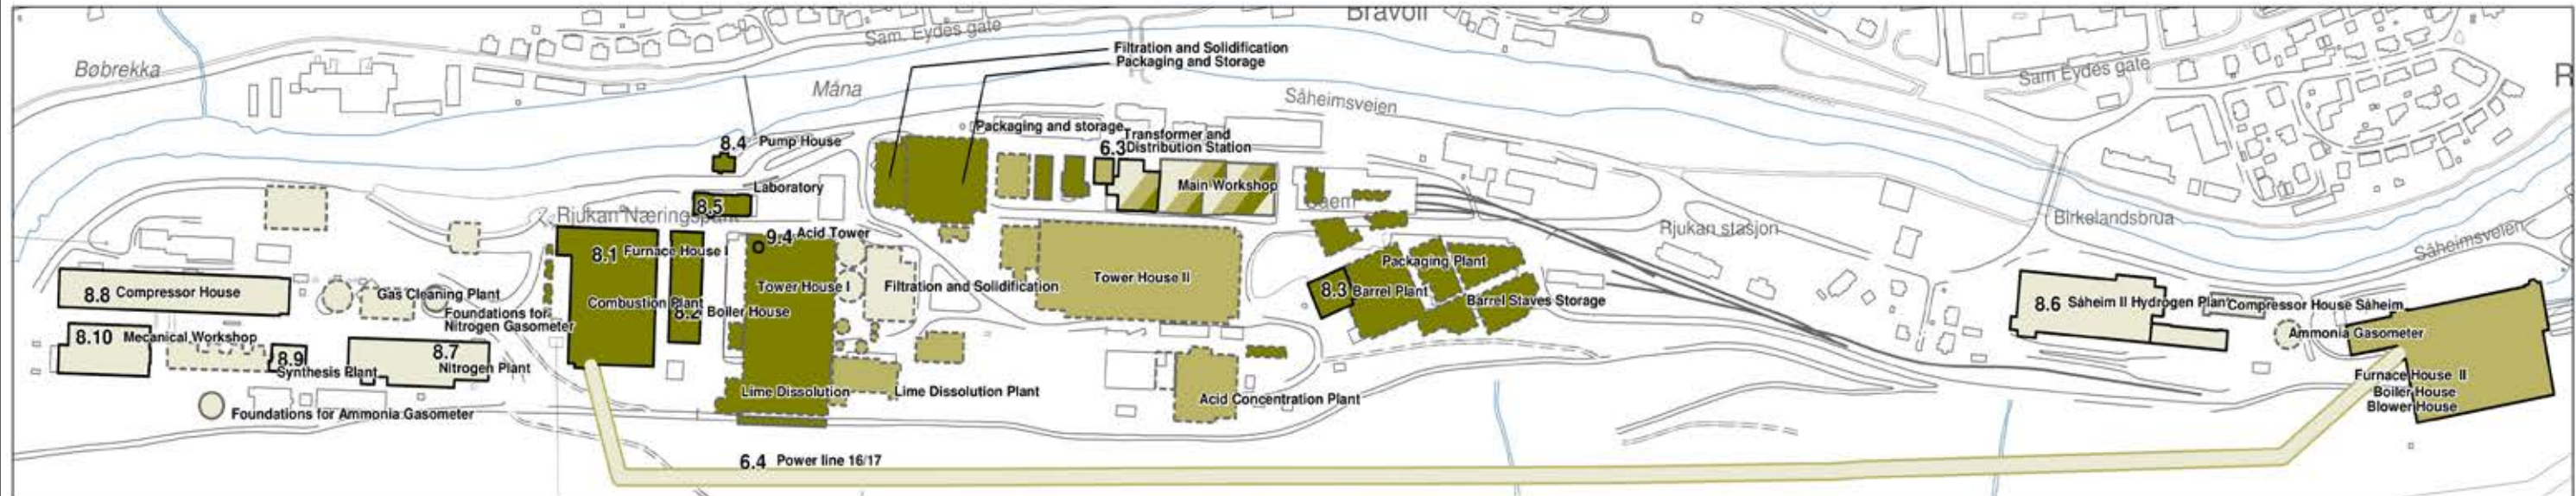 Bravoll
Sam. Eydes gate
Filtration and Solidification
Packaging and Storage
Bøbrekka
Sam Eydes gate
R
Måna
Såheimsveien
Packaging and storage
Transformer and
6.3 Distribution Station
8.4 Pump House
Laboratory
Main Workshop
8.5
Rjukan Næringspark
Birkelandsbrua
Rjukan stasjon
Såheimsveien
9.4 Acid Tower
8.1 Furnace House I
Packaging Plant
Tower House II
Tower House I
Filtration and Solidification
8.3 Barrel Plant
Barrel Staves Storage
8.8 Compressor House
Gas Cleaning Plant
Combustion Plant
8.2 Boiler House
8.6 Såheim II Hydrogen Plant
Compressor House Såheim
Foundations for
Nitrogen Gasometer
Ammonia Gasometer
8.10 Mecanical Workshop
8.9
Synthesis Plant
8.7
Nitrogen Plant
Furnace House II
Boiler House
Blower House
Lime Dissolution
Lime Dissolution Plant
Acid Concentration Plant
Foundations for Ammonia Gasometer
6.4 Power line 16/17